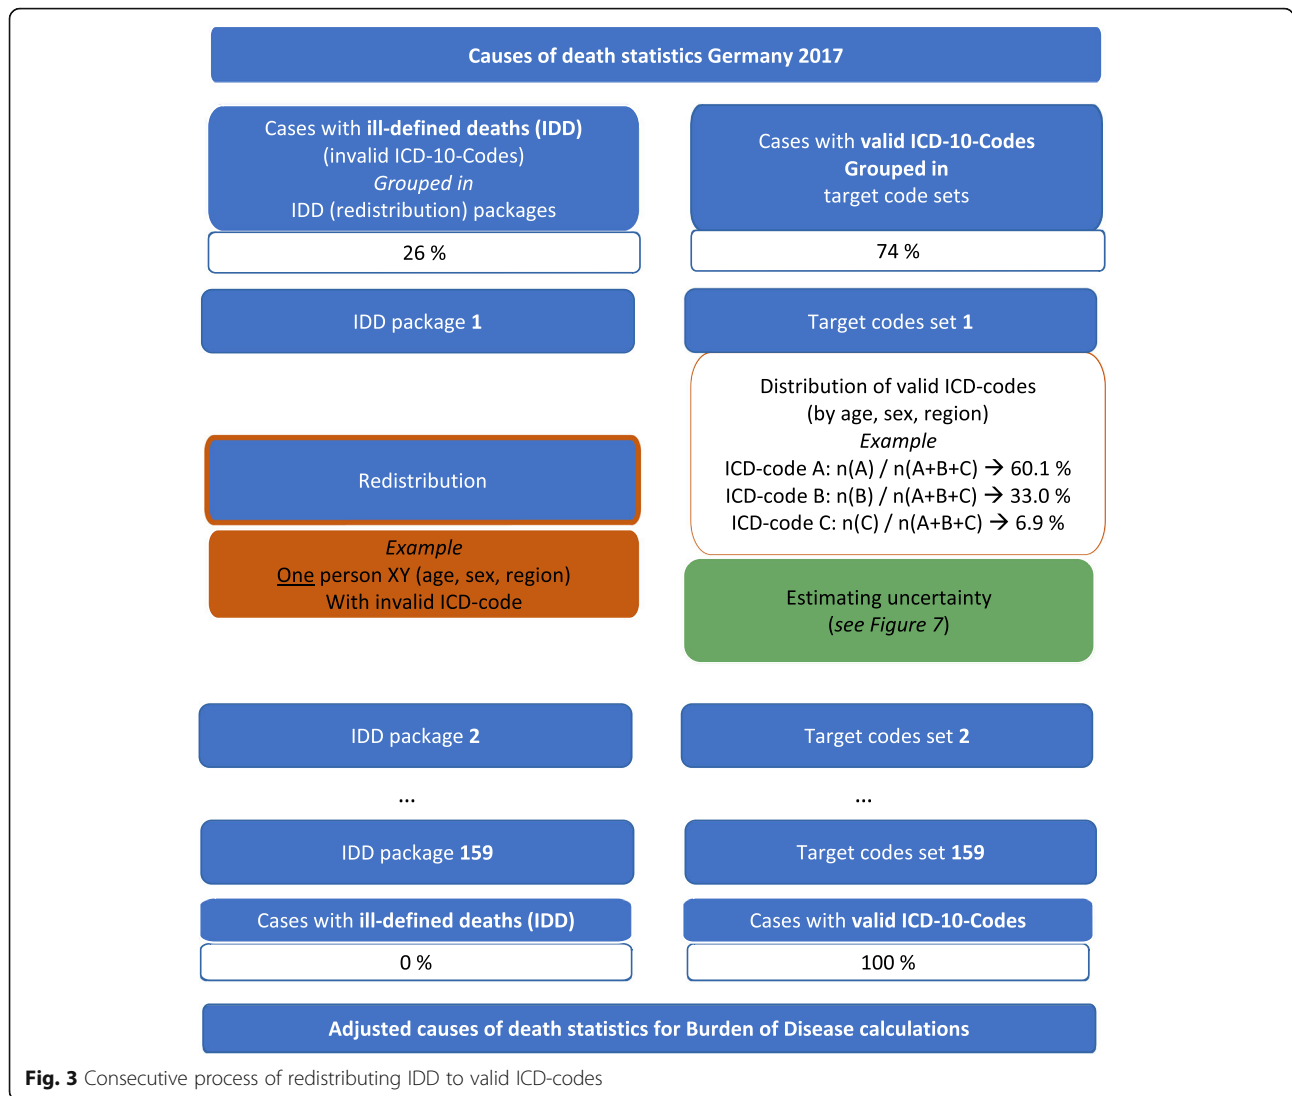 Causes of death statistics Germany 2017
Cases with ill-defined deaths (IDD)
(invalid ICD-10-Codes)
Grouped in
IDD (redistribution) packages
26 %
Cases with valid ICD-10-Codes
Grouped in
target code sets
74 %
IDD package 1
Target codes set 1
Distribution of valid ICD-codes
(by age, sex, region)
Example
ICD-code A: n(A) / n(A+B+C) → 60.1 %
ICD-code B: n(B) / n(A+B+C) → 33.0 %
ICD-code C: n(C) / n(A+B+C) → 6.9 %
Redistribution
Example
One person XY (age, sex, region)
With invalid ICD-code
Estimating uncertainty
(see Figure 7)
IDD package 2
Target codes set 2
...
...
IDD package 159
Target codes set 159
Cases with ill-defined deaths (IDD)
0 %
Cases with valid ICD-10-Codes
100 %
Adjusted causes of death statistics for Burden of Disease calculations
Fig. 3 Consecutive process of redistributing IDD to valid ICD-codes